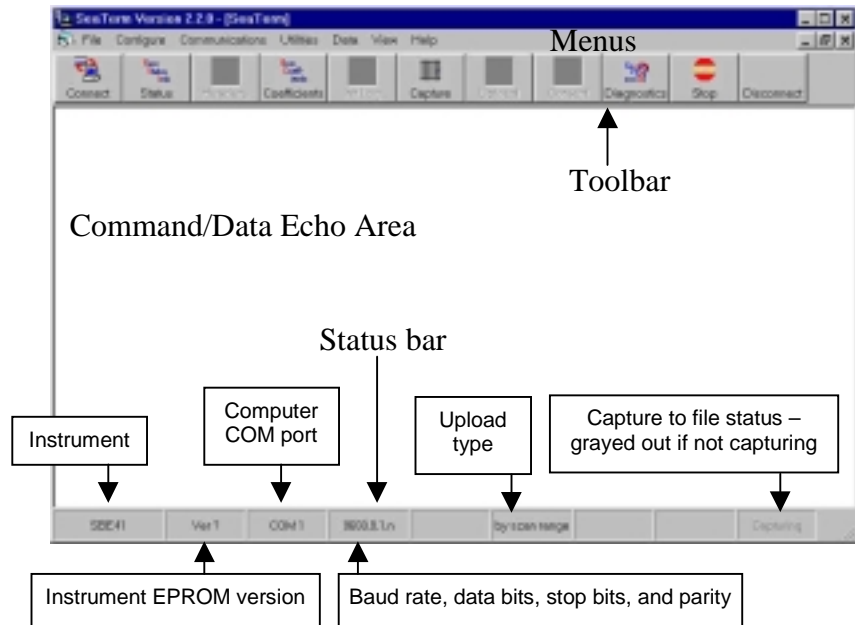 SeaTerm Version 2.2.0 - [SeaTerm]
File Configure Communications Utilities Data View Help
Menus
Connect Status Coefficients Capture Diagnostics Stop Disconnect
Toolbar
Command/Data Echo Area
Status bar
Instrument
Computer
COM port
Upload
type
Capture to file status –
grayed out if not capturing
SBE41 Ver 1 COM 1 9600,8,1,n by scan range Capturing
Instrument EPROM version
Baud rate, data bits, stop bits, and parity